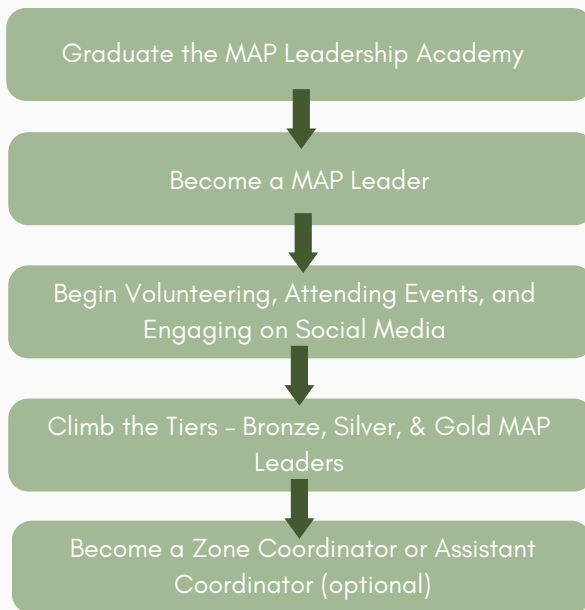 Graduate the MAP Leadership Academy
Become a MAP Leader
Begin Volunteering, Attending Events, and
Engaging on Social Media
Climb the Tiers - Bronze, Silver, & Gold MAP
Leaders
Become a Zone Coordinator or Assistant
Coordinator (optional)